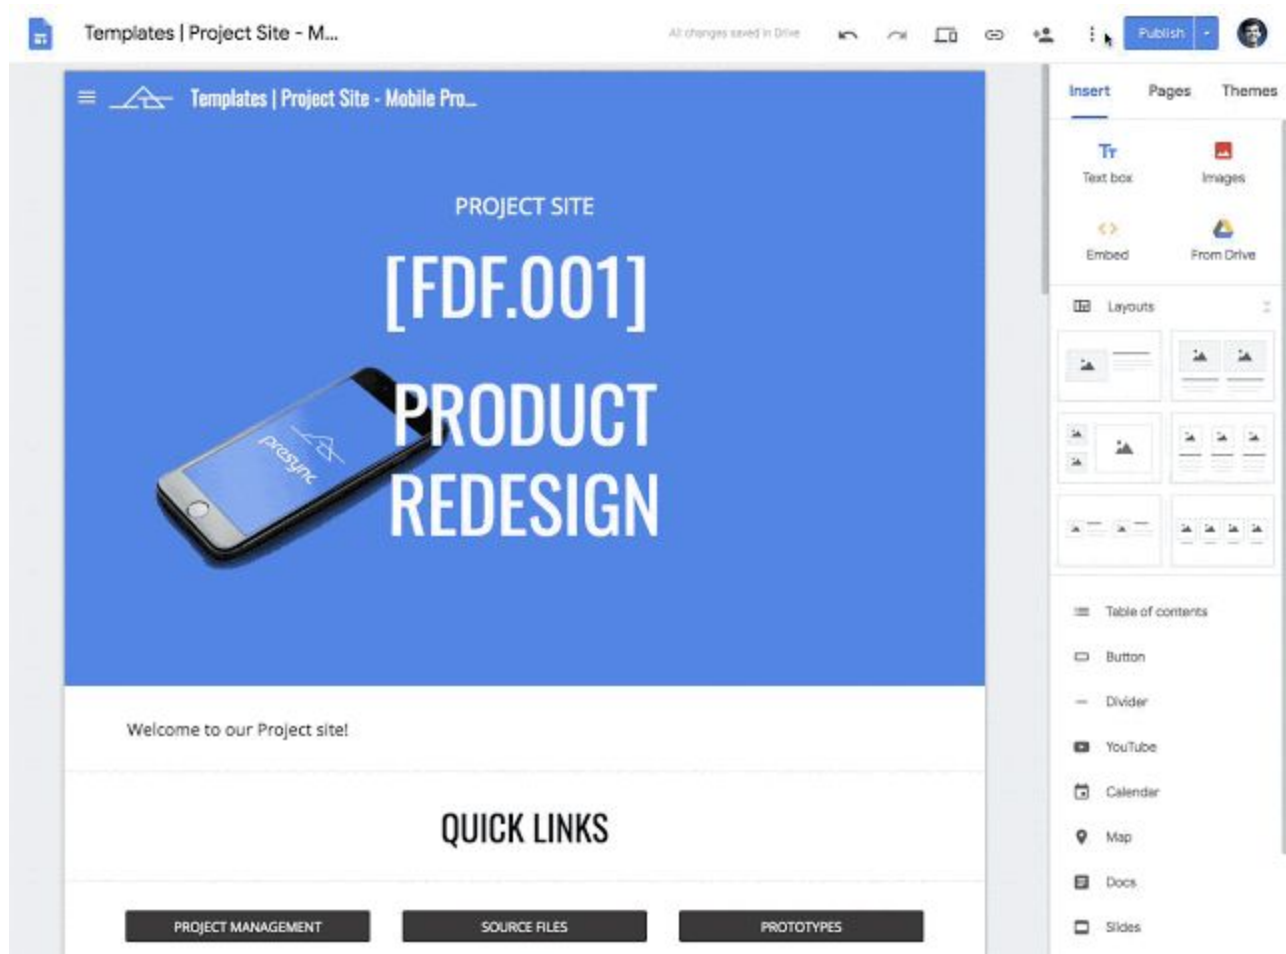 Templates | Project Site - M...
All changes saved in Drive
Publish
Templates | Project Site - Mobile Pro...
PROJECT SITE
[FDF.001]
PRODUCT
REDESIGN
presync
Welcome to our Project site!
QUICK LINKS
PROJECT MANAGEMENT
SOURCE FILES
PROTOTYPES
Insert
Pages
Themes
Tт
Text box
Images
Embed
From Drive
Layouts
Table of contents
Button
Divider
YouTube
Calendar
Map
Docs
Slides